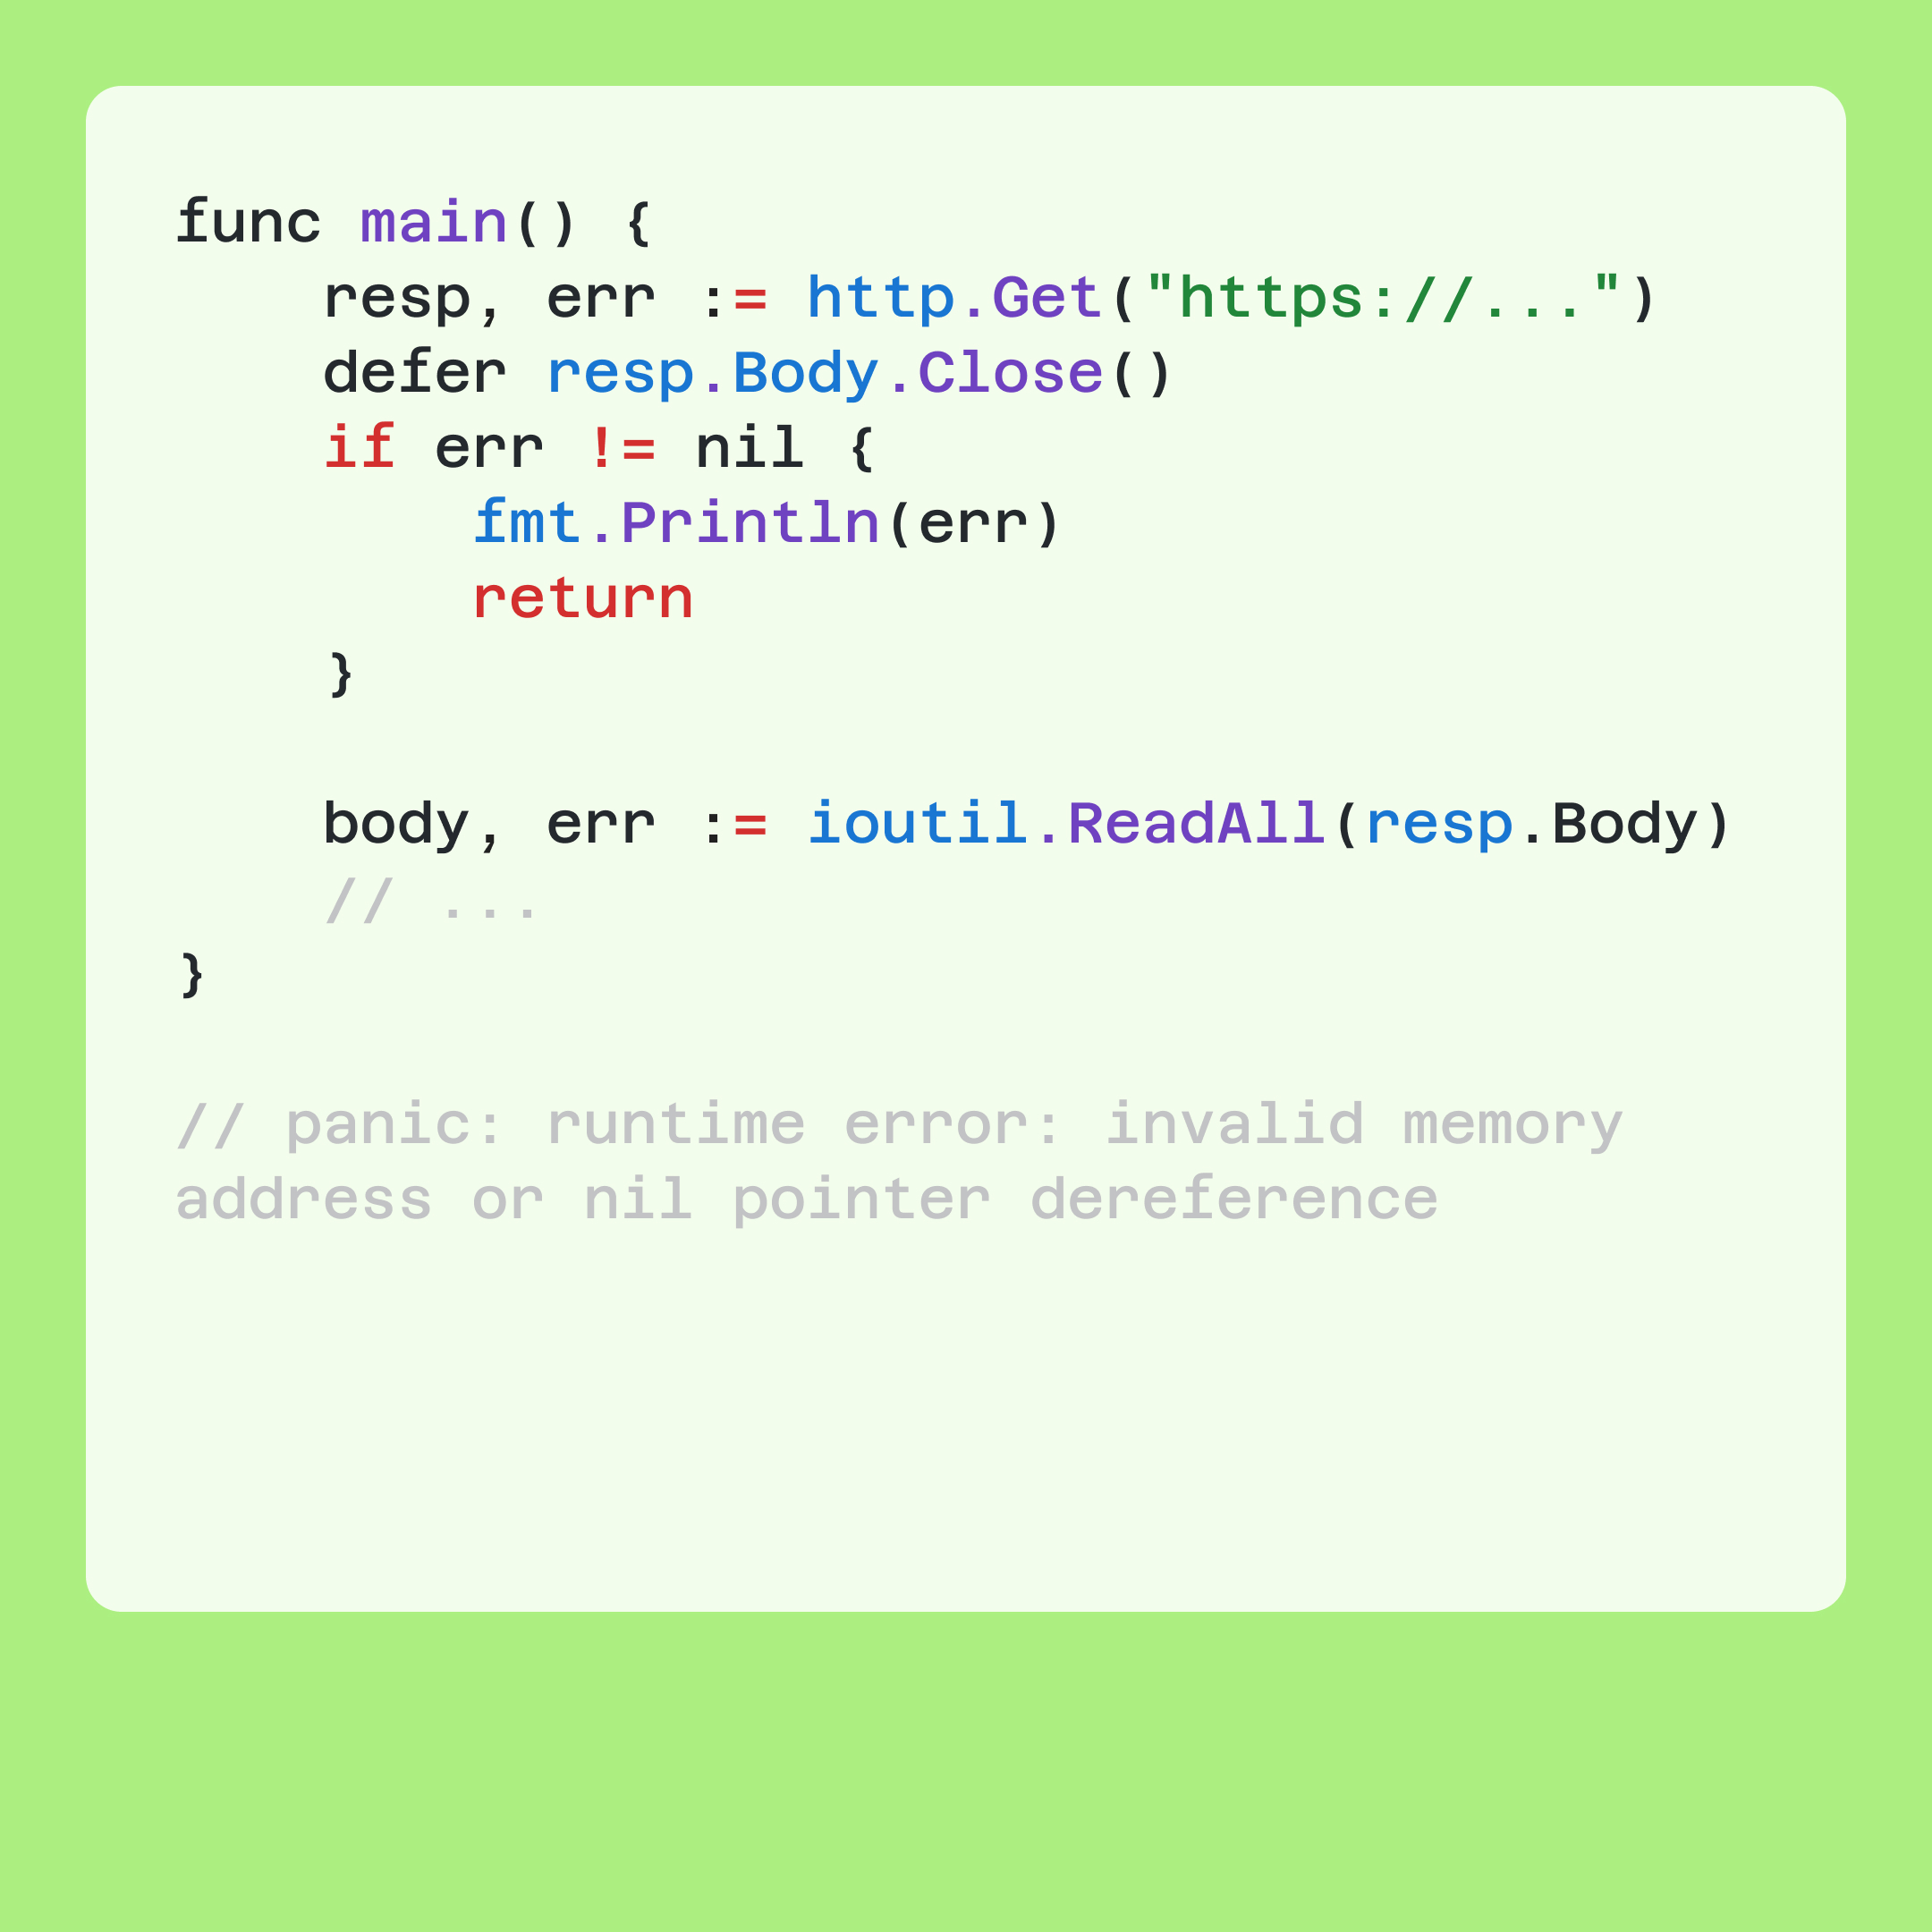 func main() {
    resp, err := http.Get("https://...")
    defer resp.Body.Close()
    if err != nil {
        fmt.Println(err)
        return
    }

    body, err := ioutil.ReadAll(resp.Body)
    // ...
}

// panic: runtime error: invalid memory
address or nil pointer dereference